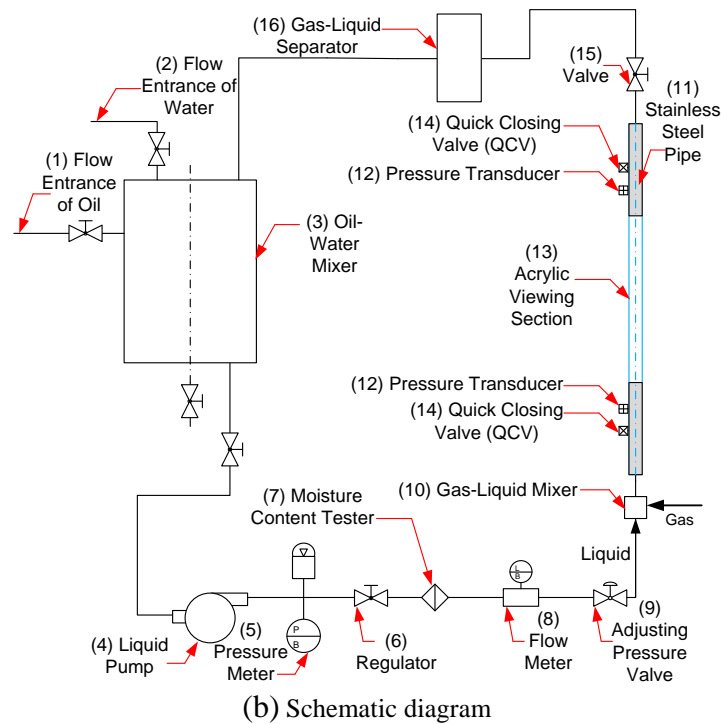 (16) Gas-Liquid
Separator
(2) Flow
Entrance of
Water
(15)
Valve
(11)
Stainless
Steel
Pipe
(14) Quick Closing
Valve (QCV)
(12) Pressure Transducer
(1) Flow
Entrance
of Oil
(3) Oil-
Water
Mixer
(13)
Acrylic
Viewing
Section
(12) Pressure Transducer
(14) Quick Closing
Valve (QCV)
(7) Moisture
Content Tester
(10) Gas-Liquid Mixer
Gas
Liquid
L
B
P
B
(4) Liquid
Pump
(5)
Pressure
Meter
(6)
Regulator
(8)
Flow
Meter
(9)
Adjusting
Pressure
Valve
(b) Schematic diagram